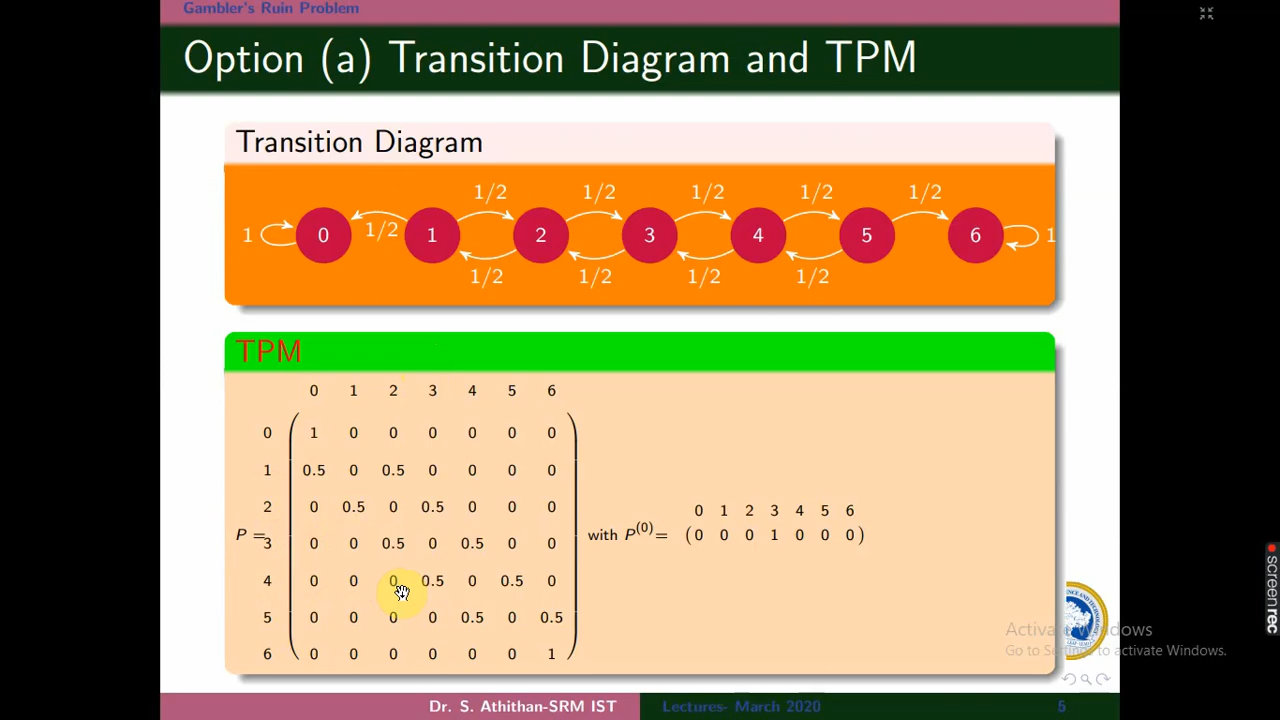 Gambler's Ruin Problem
Option (a) Transition Diagram and TPM
Transition Diagram
1/2 1/2 1/2 1/2 1/2
1 0 1/2 1 2 3 4 5 6 1
1/2 1/2 1/2 1/2
TPM
0 1 2 3 4 5 6
0 1 0 0 0 0 0 0
1 0.5 0 0.5 0 0 0 0
2 0 0.5 0 0.5 0 0 0
0 1 2 3 4 5 6
P = with P(0)= (0 0 0 1 0 0 0)
3 0 0 0.5 0 0.5 0 0
4 0 0 0 0.5 0 0.5 0
5 0 0 0 0 0.5 0 0.5
6 0 0 0 0 0 0 1
Activate Windows
Go to Settings to activate Windows.
Dr. S. Athithan-SRM IST Lectures- March 2020 5
screenrec